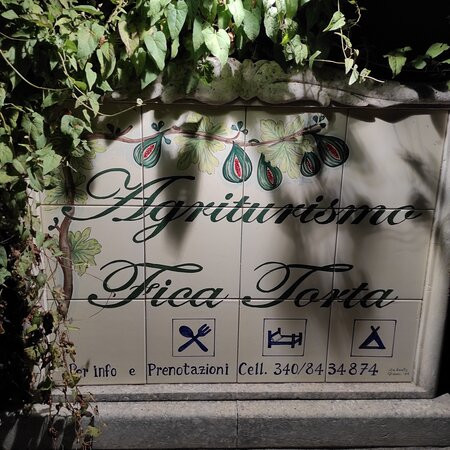 Agriturismo
Fica Torta
Per info e Prenotazioni Cell. 340/8434874